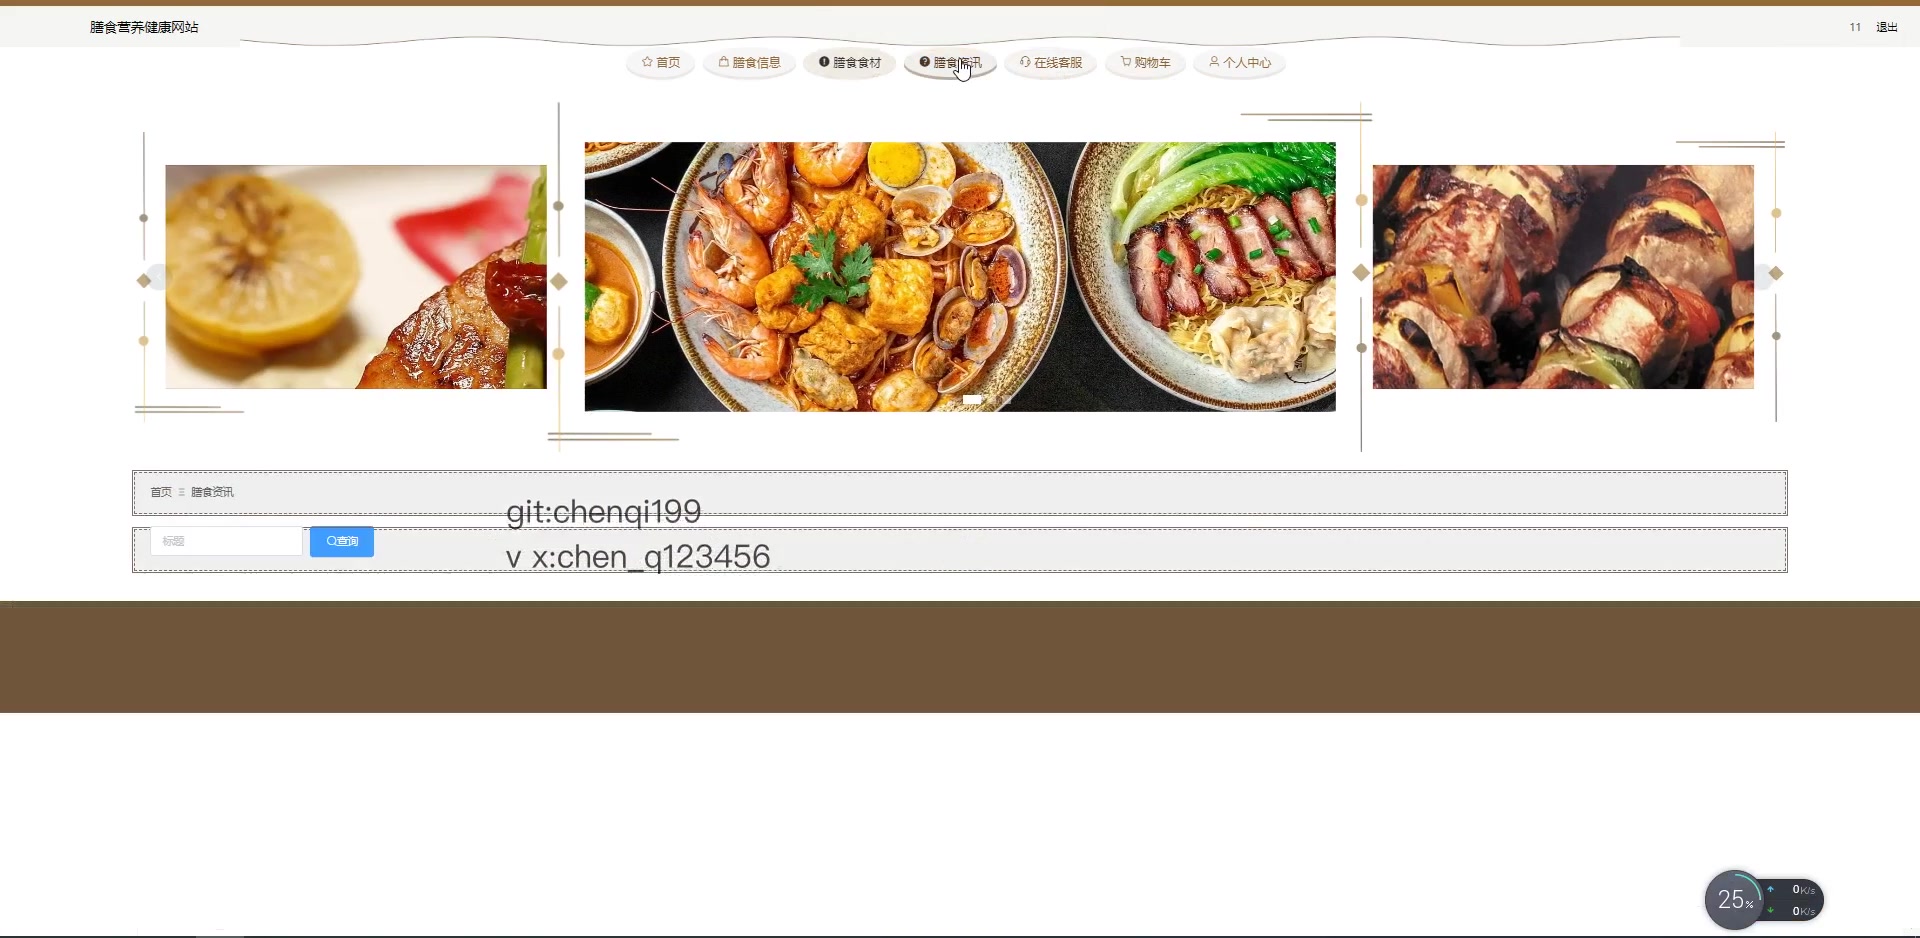 膳食营养健康网站
11 退出
首页 膳食信息 膳食食材 膳食资讯 在线客服 购物车 个人中心
首页 膳食资讯
git:chenqi199
标题 查询
v x:chen_q123456
25% 0K/s
0K/s